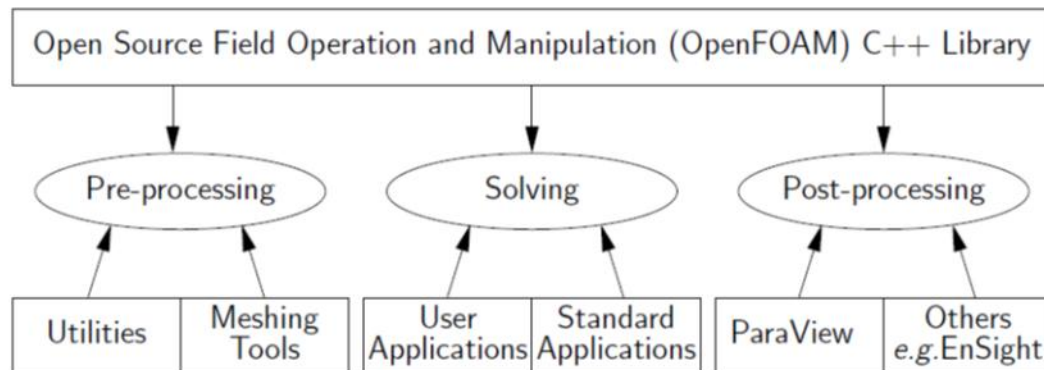 Open Source Field Operation and Manipulation (OpenFOAM) C++ Library
Pre-processing
Solving
Post-processing
Utilities
Meshing
Tools
User
Applications
Standard
Applications
ParaView
Others
e.g.EnSight